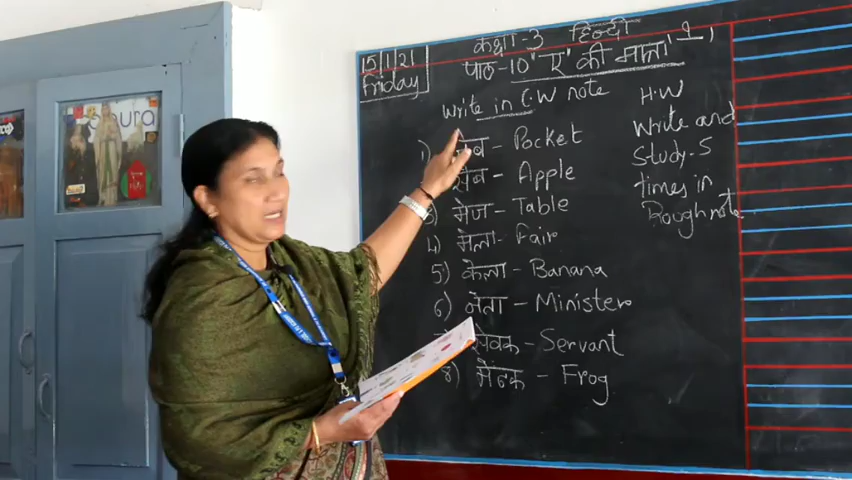 15/1/21
Friday
कक्षा-3 हिन्दी
पाठ-10 "ए" की मात्रा' े '
write in C.W note
1) जेब - Pocket
सेब - Apple
3) मेज - Table
4) मेला - Fair
5) केला - Banana
6) नेता - Minister
7) सेवक - Servant
8) मेंढक - Frog
H.W
Write and
Study. 5
times in
Rough note